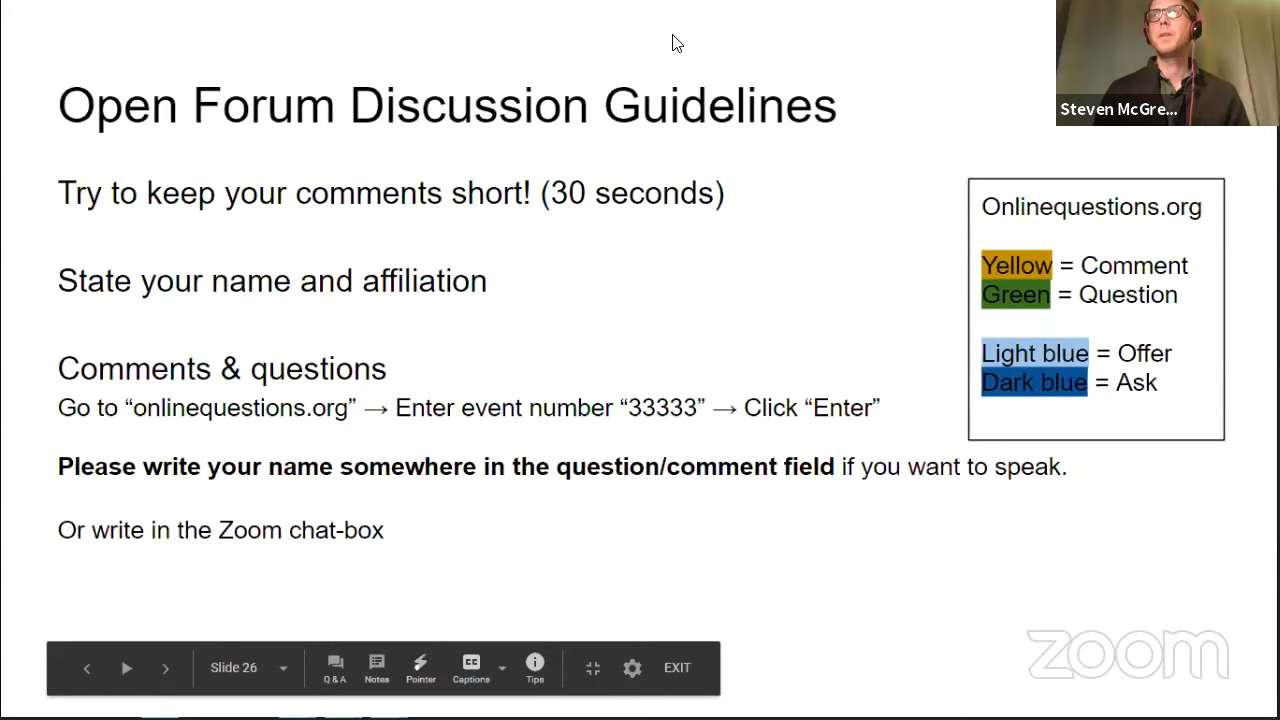 Open Forum Discussion Guidelines
Steven McGre...
Try to keep your comments short! (30 seconds)
State your name and affiliation
Comments & questions
Go to “onlinequestions.org” → Enter event number “33333” → Click “Enter”
Please write your name somewhere in the question/comment field if you want to speak.
Or write in the Zoom chat-box
Onlinequestions.org
Yellow = Comment
Green = Question
Light blue = Offer
Dark blue = Ask
Slide 26
Q & A
Notes
Pointer
CC
Captions
Tips
EXIT
zoom